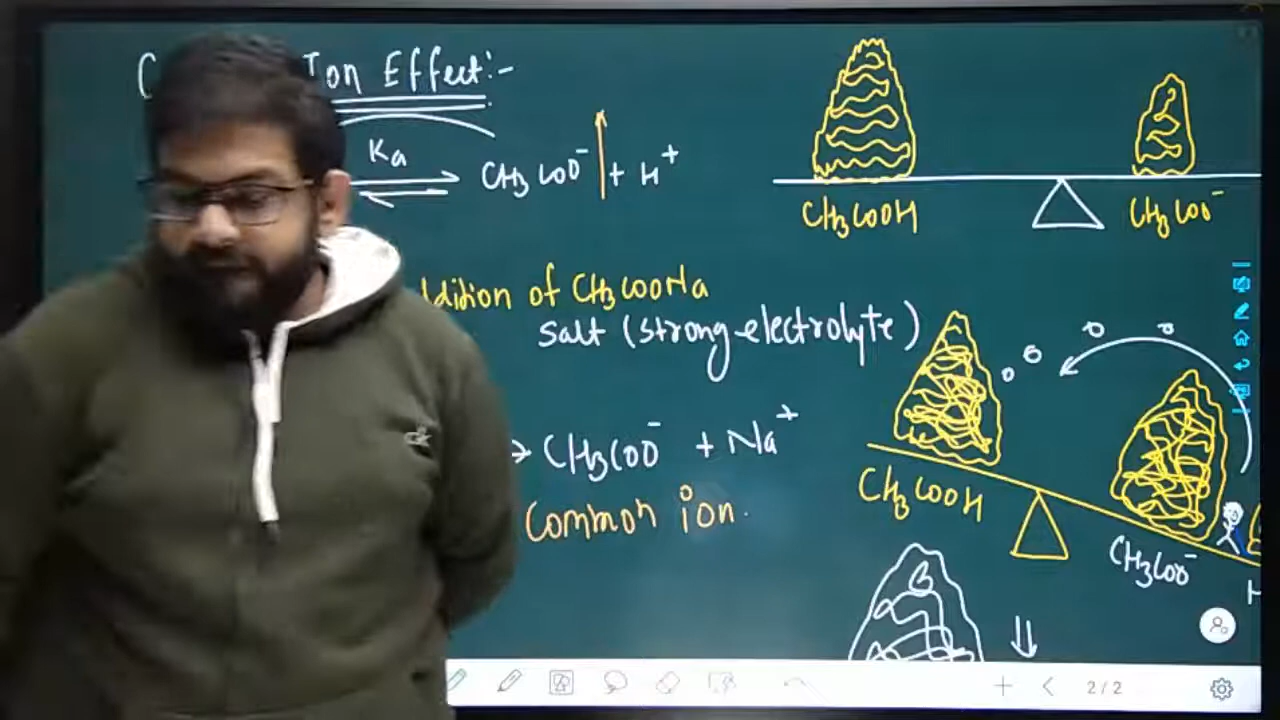 Ion Effect:-
Ka
CH3COO⁻ + H⁺
CH3COOH
CH3COO⁻
ddition of CH3COONa
salt (strong electrolyte)
→ CH3COO⁻ + Na⁺
common ion.
CH3COOH
CH3COO⁻
H
2/2